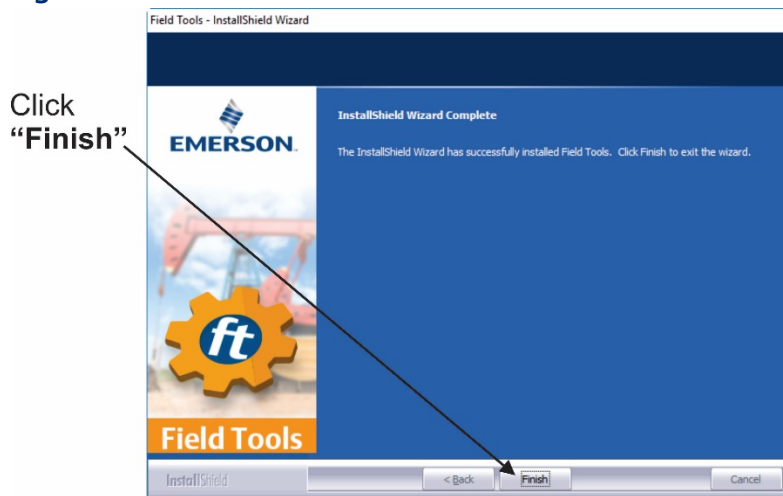 Field Tools - InstallShield Wizard
Click
“Finish”
EMERSON.
InstallShield Wizard Complete
The InstallShield Wizard has successfully installed Field Tools. Click Finish to exit the wizard.
ft
Field Tools
InstallShield
< Back
Finish
Cancel